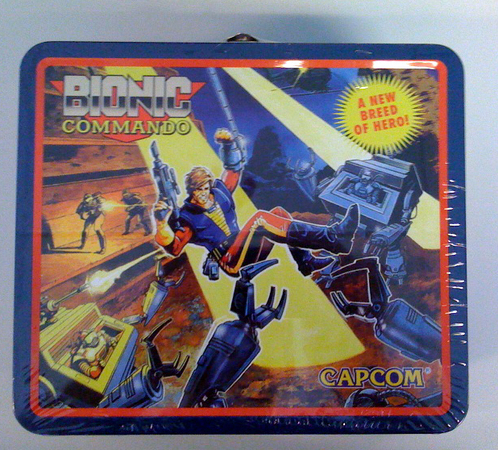 BIONIC
COMMANDO
A NEW
BREED
OF HERO!
CAPCOM®